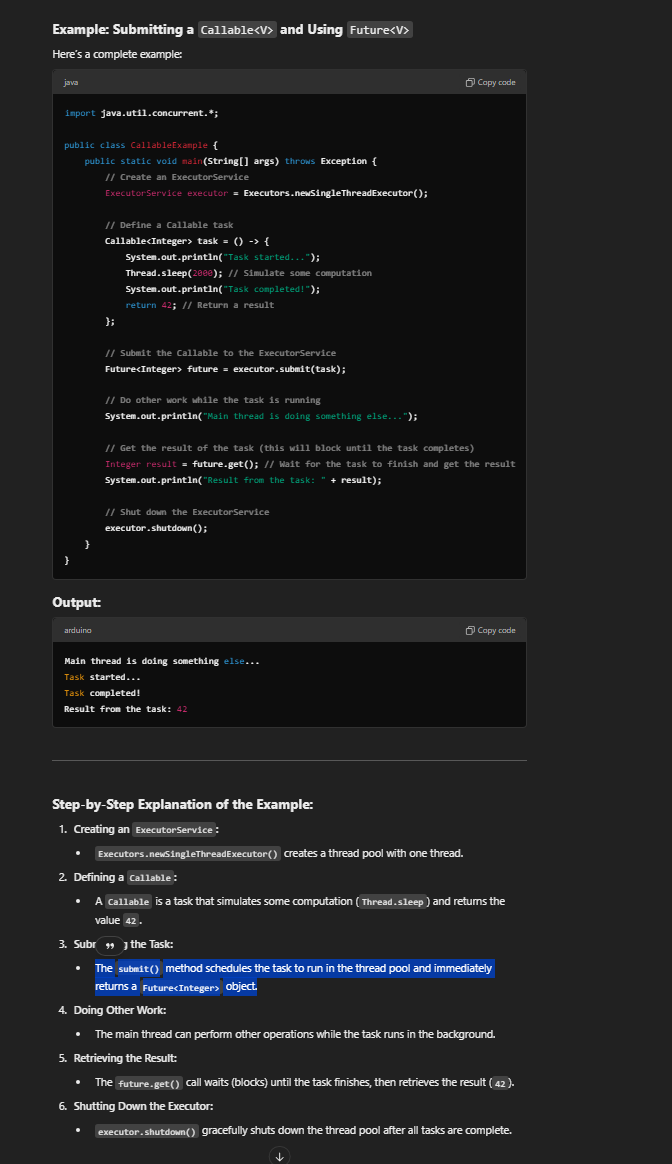 Example: Submitting a Callable<V> and Using Future<V>
Here's a complete example:
java
Copy code
import java.util.concurrent.*;
public class CallableExample {
public static void main(String[] args) throws Exception {
// Create an ExecutorService
ExecutorService executor = Executors.newSingleThreadExecutor();
// Define a Callable task
Callable<Integer> task = () -> {
System.out.println("Task started...");
Thread.sleep(2000); // Simulate some computation
System.out.println("Task completed!");
return 42; // Return a result
};
// Submit the Callable to the ExecutorService
Future<Integer> future = executor.submit(task);
// Do other work while the task is running
System.out.println("Main thread is doing something else...");
// Get the result of the task (this will block until the task completes)
Integer result = future.get(); // Wait for the task to finish and get the result
System.out.println("Result from the task: " + result);
// Shut down the ExecutorService
executor.shutdown();
}
}
Output:
arduino
Copy code
Main thread is doing something else...
Task started...
Task completed!
Result from the task: 42
Step-by-Step Explanation of the Example:
1. Creating an ExecutorService:
• Executors.newSingleThreadExecutor() creates a thread pool with one thread.
2. Defining a Callable:
• A Callable is a task that simulates some computation (Thread.sleep) and returns the
value 42.
3. the Task:
• The submit() method schedules the task to run in the thread pool and immediately
returns a Future<Integer> object.
4. Doing Other Work:
• The main thread can perform other operations while the task runs in the background.
5. Retrieving the Result:
• The future.get() call waits (blocks) until the task finishes, then retrieves the result (42).
6. Shutting Down the Executor:
• executor.shutdown() gracefully shuts down the thread pool after all tasks are complete.